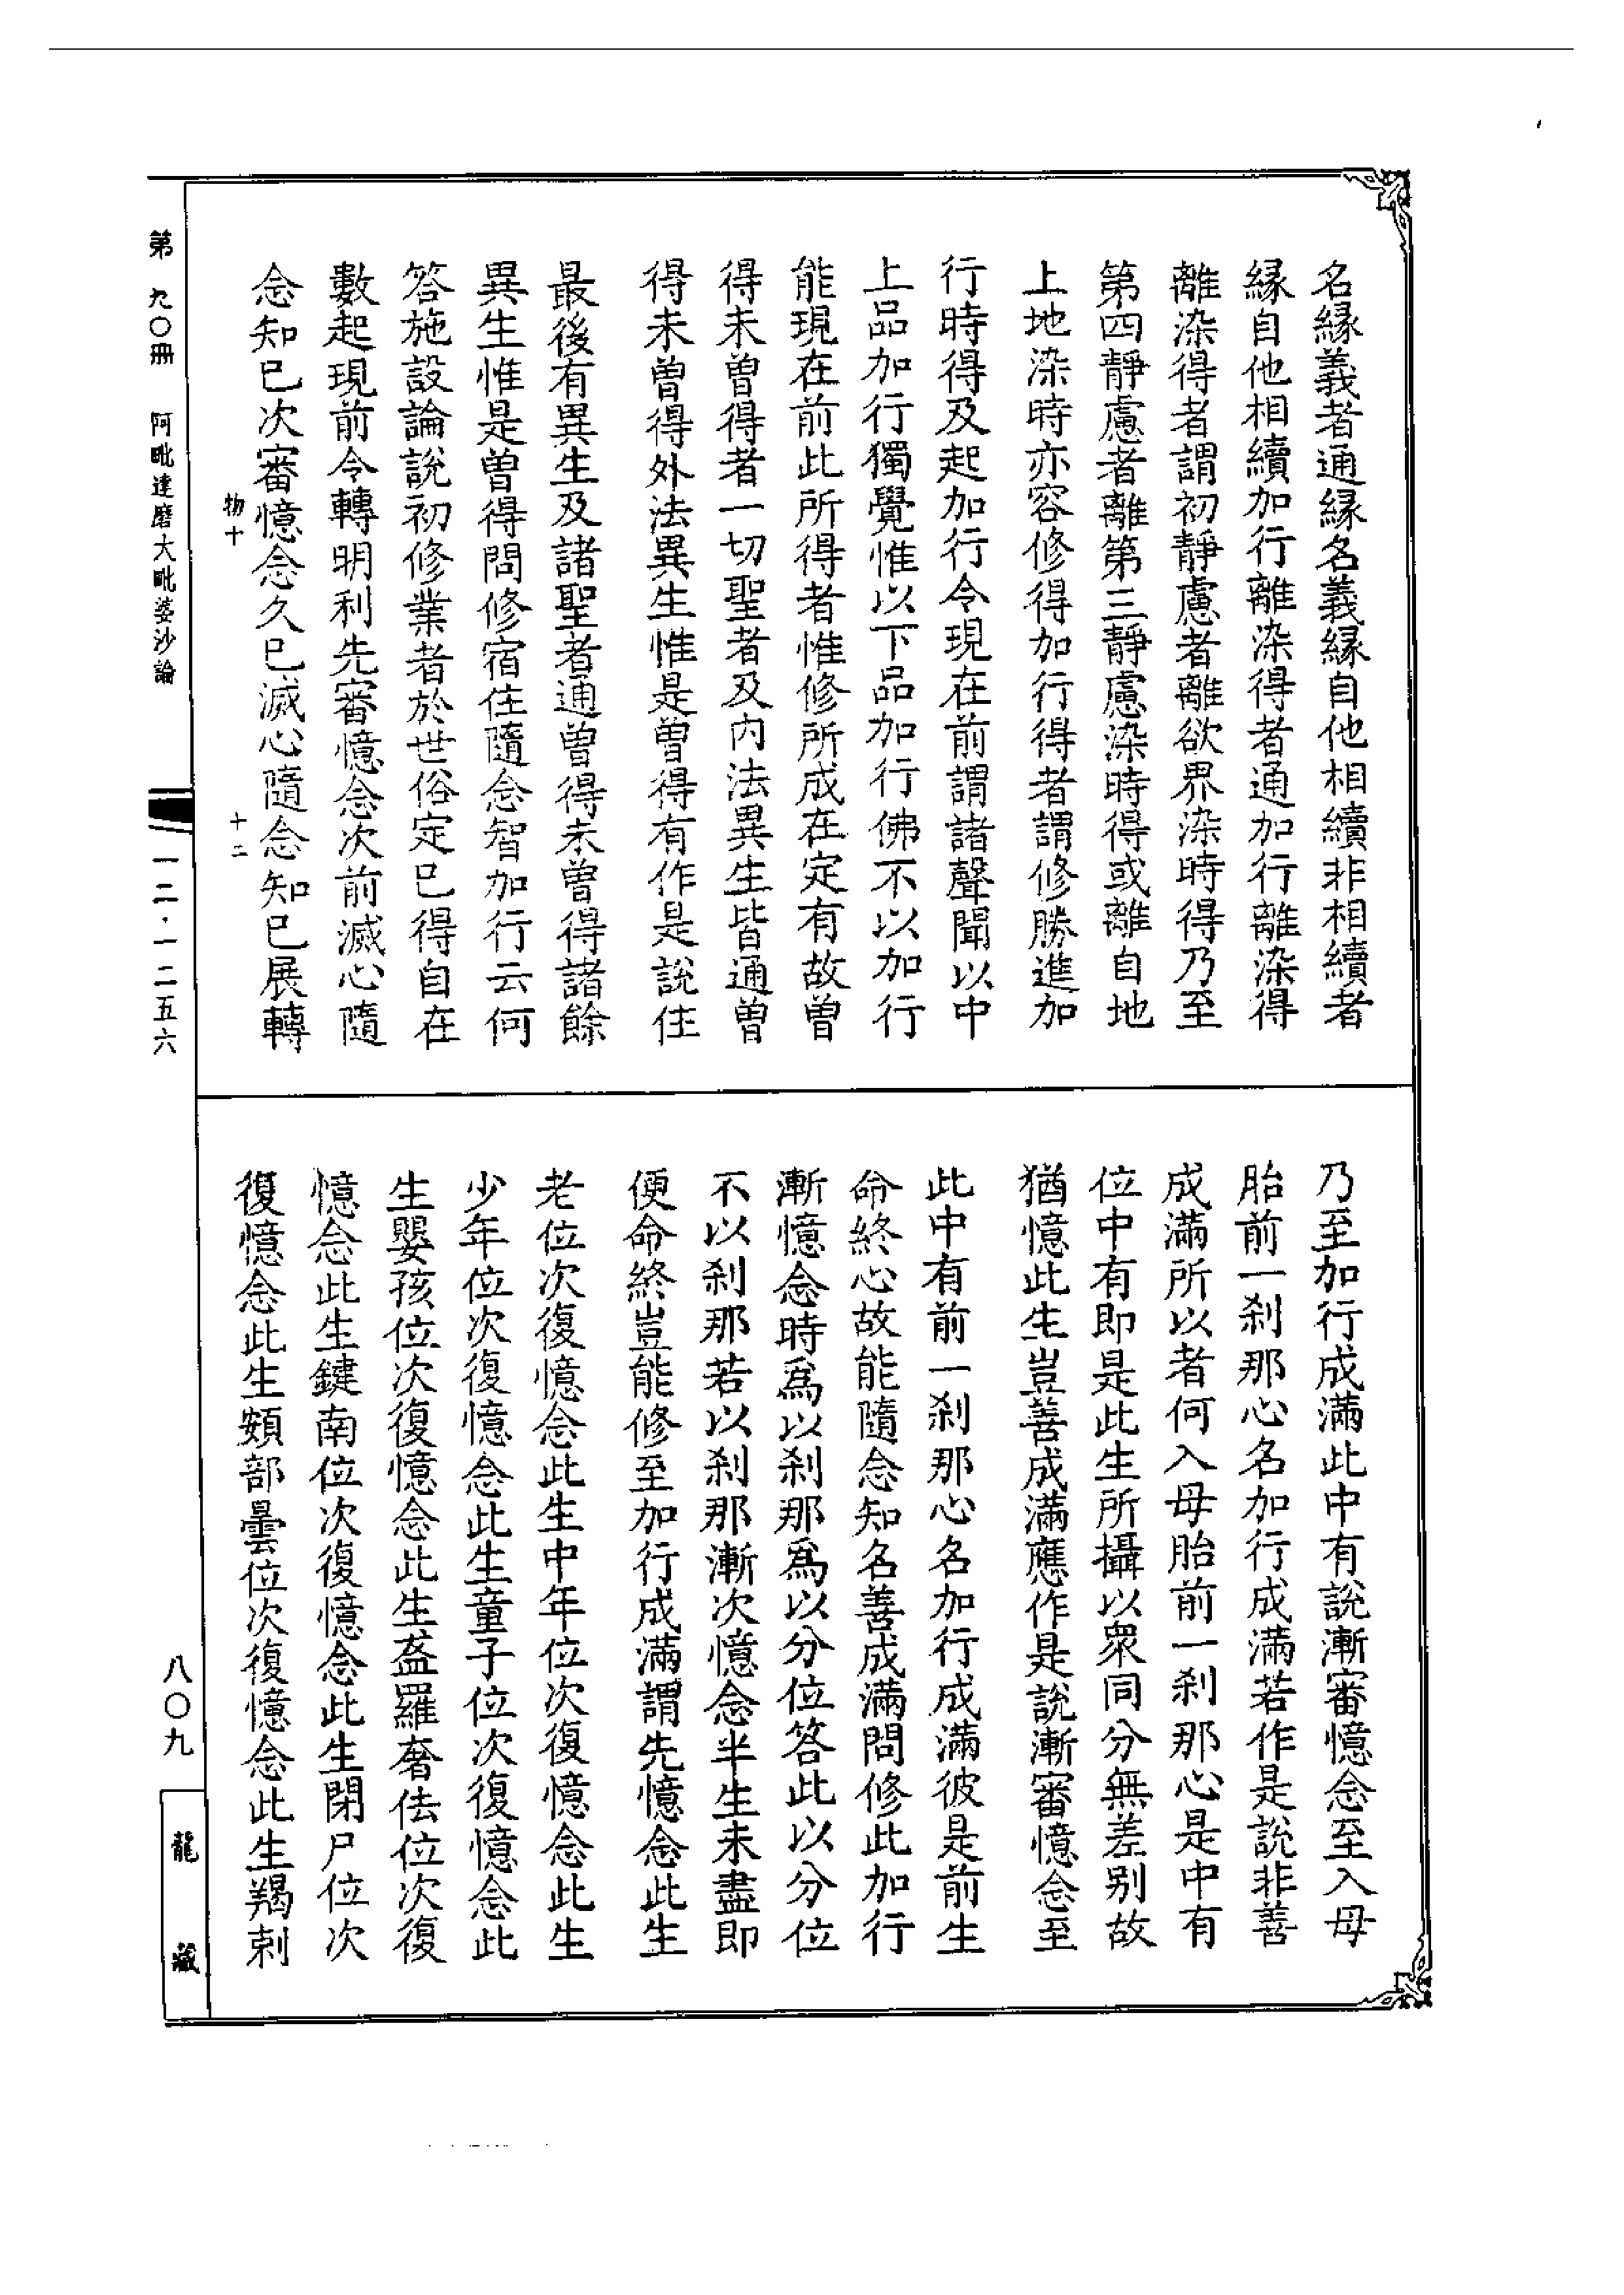 名縁義者通縁名義縁自他相續非相續者
縁自他相續加行離染得者通加行離染得
離染得者謂初靜慮者離欲界染時得乃至
第四靜慮者離第三靜慮染時得或離自地
上地染時亦容修得加行得者謂修勝進加
行時得及起加行令現在前謂諸聲聞以中
上品加行獨覺惟以下品加行佛不以加行
能現在前此所得者惟修所成在定有故曾
得未曾得者一切聖者及内法異生皆通曾
得未曾得外法異生惟是曾得有作是說住
最後有異生及諸聖者通曾得未曾得諸餘
異生惟是曾得問修宿住隨念智加行云何
答施設論說初修業者於世俗定已得自在
數起現前令轉明利先審憶念次前滅心隨
念知已次審憶念久已滅心隨念知已展轉
物十
十二
乃至加行成滿此中有說漸審憶念至入母
胎前一刹那心名加行成滿若作是說非善
成滿所以者何入母胎前一刹那心是中有
位中有即是此生所攝以衆同分無差别故
猶憶此生豈善成滿應作是說漸審憶念至
此中有前一刹那心名加行成滿彼是前生
命終心故能隨念知名善成滿問修此加行
漸憶念時爲以刹那爲以分位答此以分位
不以刹那若以刹那漸次憶念半生未盡即
便命終豈能修至加行成滿謂先憶念此生
老位次復憶念此生中年位次復憶念此生
少年位次復憶念此生童子位次復憶念此
生嬰孩位次復憶念此生盋羅奢佉位次復
憶念此生鍵南位次復憶念此生閉尸位次
復憶念此生頞部曇位次復憶念此生羯剌
第九〇冊 阿毗達磨大毗婆沙論
一二·一二五六
八〇九
龍藏